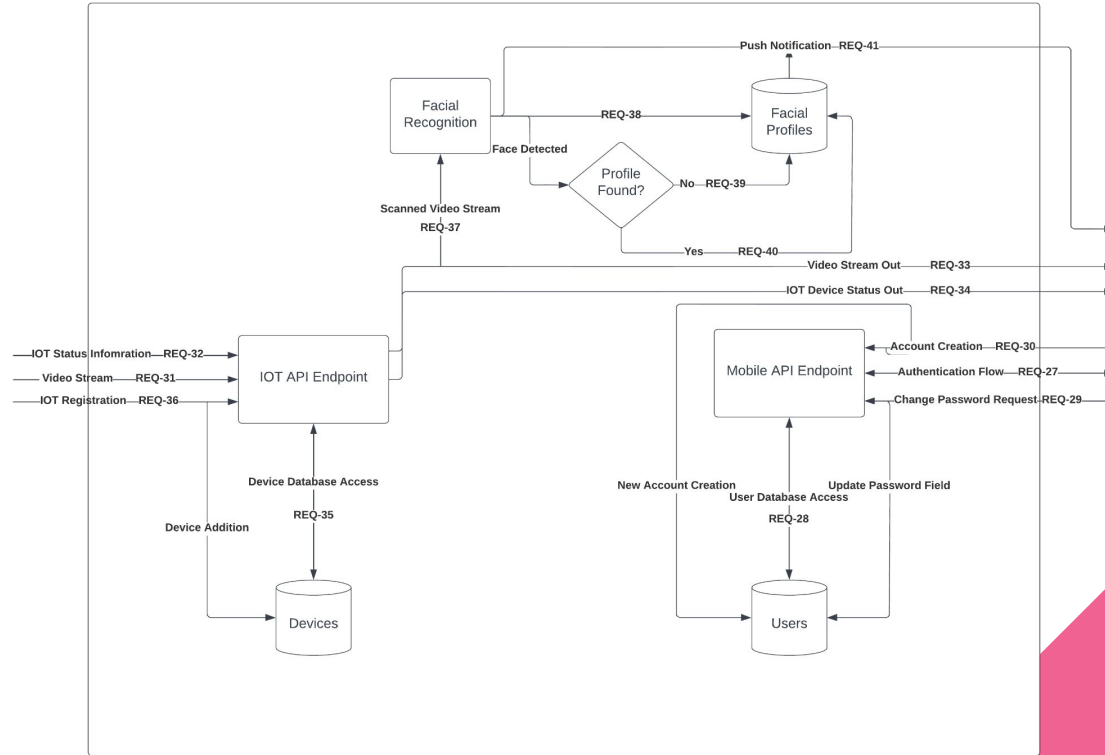 Push Notification REQ-41
Facial
Recognition
REQ-38
Facial
Profiles
Face Detected
Profile
Found?
No REQ-39
Scanned Video Stream
REQ-37
Yes REQ-40
Video Stream Out REQ-33
IOT Device Status Out REQ-34
IOT Status Infomration REQ-32
Video Stream REQ-31
IOT Registration REQ-36
IOT API Endpoint
Mobile API Endpoint
Account Creation REQ-30
Authentication Flow REQ-27
Change Password Request REQ-29
Device Database Access
REQ-35
Device Addition
New Account Creation
User Database Access
REQ-28
Update Password Field
Devices
Users